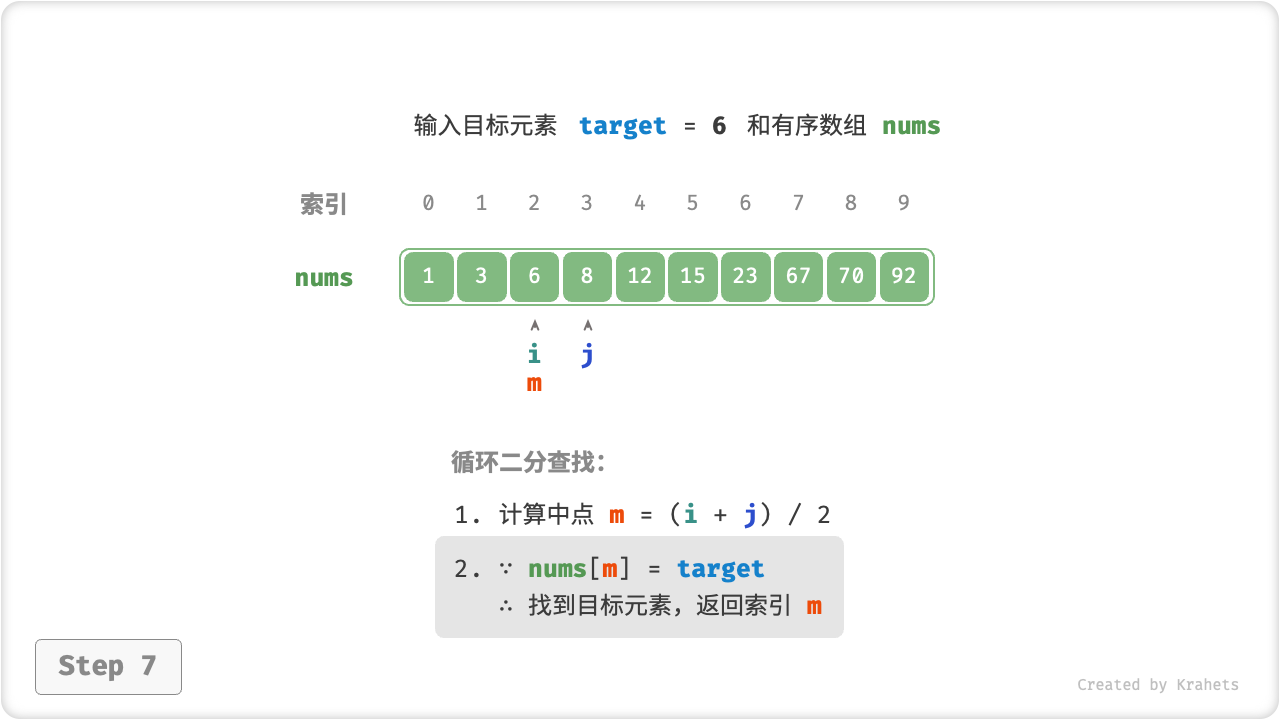 输入目标元素 target = 6 和有序数组 nums
索引 0 1 2 3 4 5 6 7 8 9
nums 1 3 6 8 12 15 23 67 70 92
i j
m
循环二分查找：
1. 计算中点 m = (i + j) / 2
2. ∵ nums[m] = target
∴ 找到目标元素，返回索引 m
Step 7
Created by Krahets